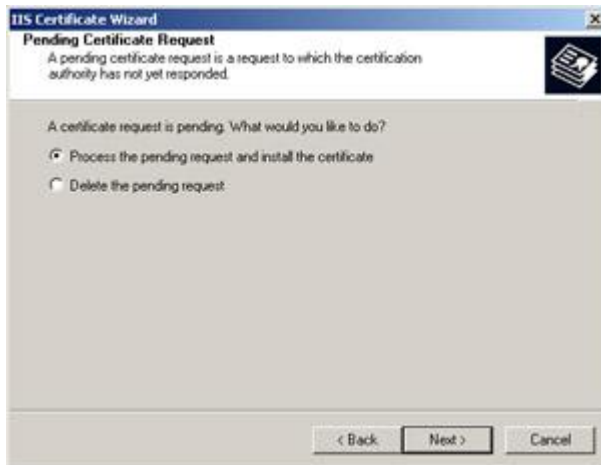 IIS Certificate Wizard
Pending Certificate Request
A pending certificate request is a request to which the certification
authority has not yet responded.
A certificate request is pending. What would you like to do?
Process the pending request and install the certificate
Delete the pending request
< Back
Next >
Cancel